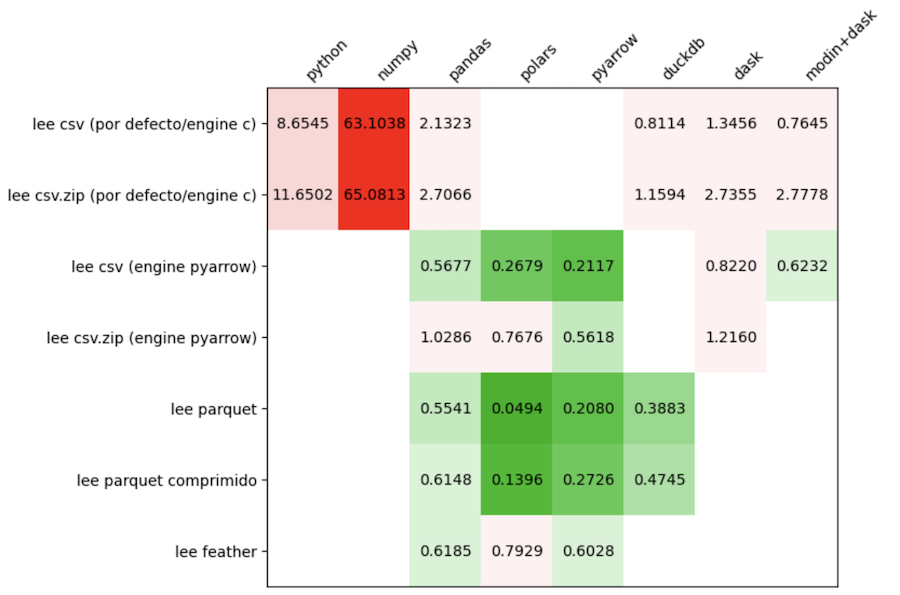 python numpy pandas polars pyarrow duckdb dask modin+dask
lee csv (por defecto/engine c) 8.6545 63.1038 2.1323 0.8114 1.3456 0.7645
lee csv.zip (por defecto/engine c) 11.6502 65.0813 2.7066 1.1594 2.7355 2.7778
lee csv (engine pyarrow) 0.5677 0.2679 0.2117 0.8220 0.6232
lee csv.zip (engine pyarrow) 1.0286 0.7676 0.5618 1.2160
lee parquet 0.5541 0.0494 0.2080 0.3883
lee parquet comprimido 0.6148 0.1396 0.2726 0.4745
lee feather 0.6185 0.7929 0.6028